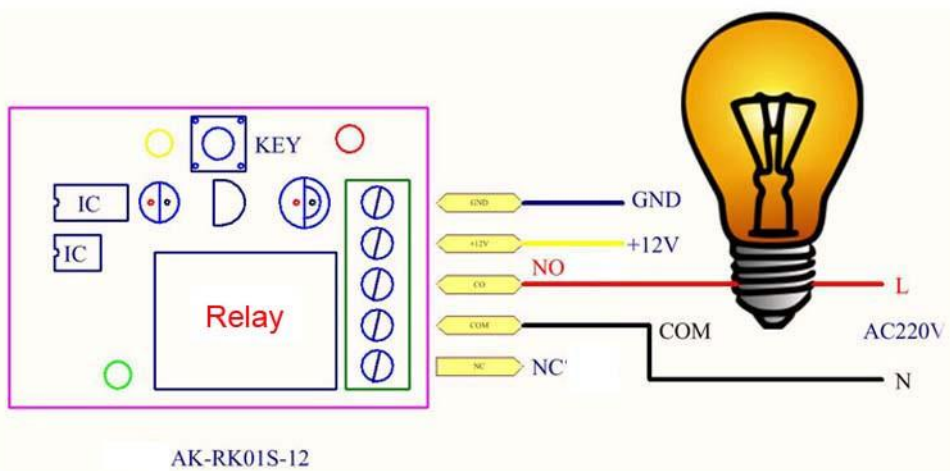 KEY
IC
IC
Relay
GND
GND
+12V
+12V
NO
CO
L
COM
COM
AC220V
NC
NC'
N
AK-RK01S-12